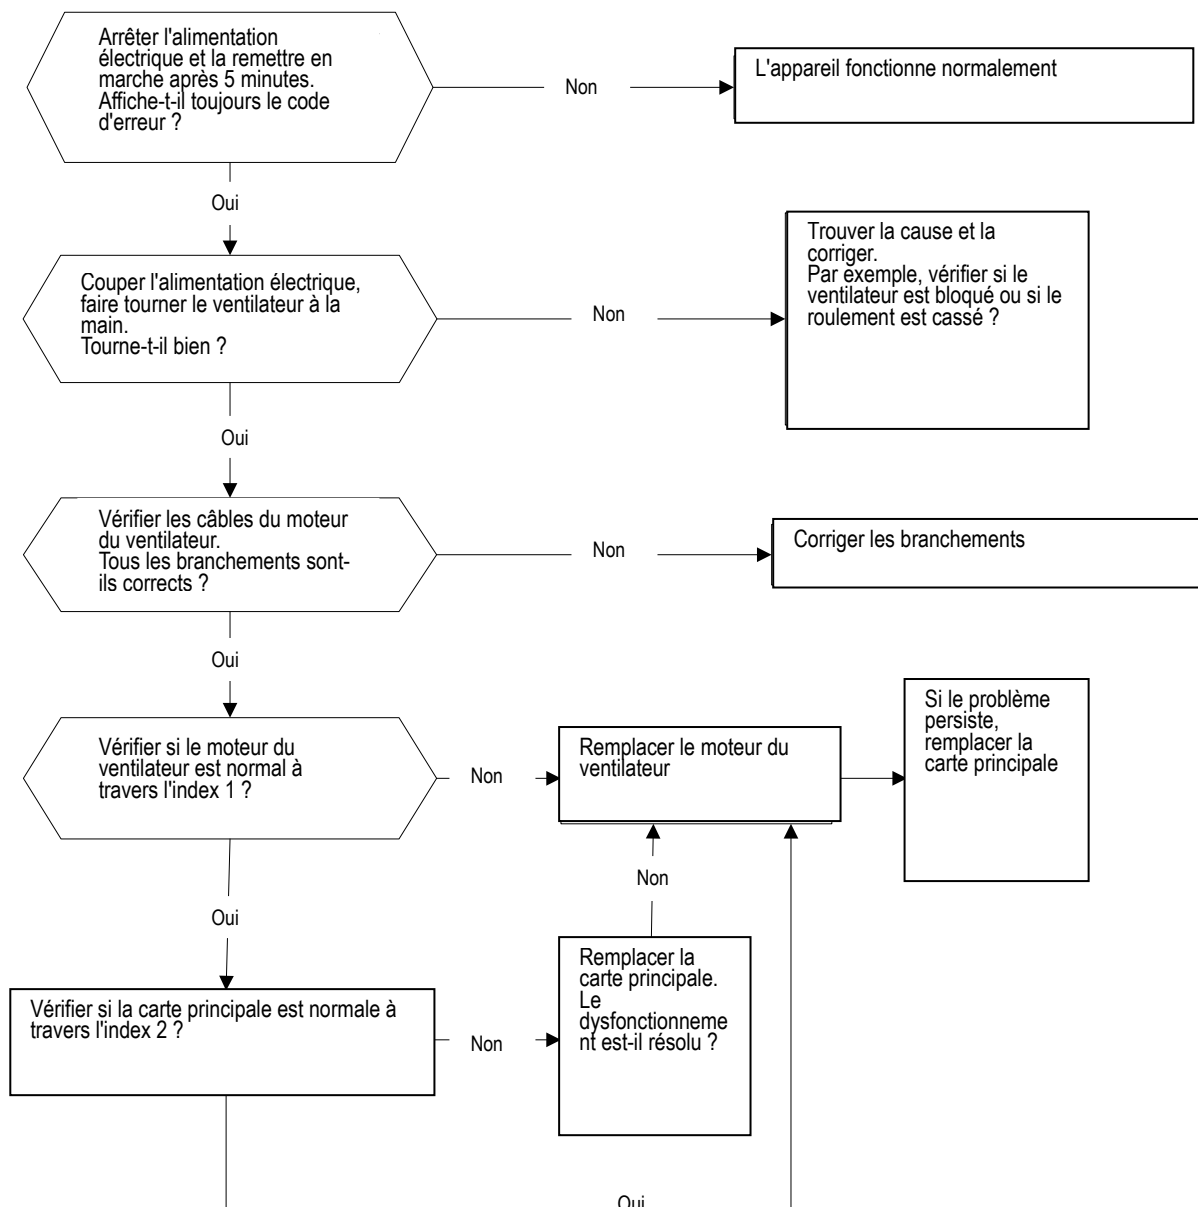 Arrêter l'alimentation
électrique et la remettre en
marche après 5 minutes.
Affiche-t-il toujours le code
d'erreur ?
Non
L'appareil fonctionne normalement
Oui
Couper l'alimentation électrique,
faire tourner le ventilateur à la
main.
Tourne-t-il bien ?
Non
Trouver la cause et la
corriger.
Par exemple, vérifier si le
ventilateur est bloqué ou si le
roulement est cassé ?
Oui
Vérifier les câbles du moteur
du ventilateur.
Tous les branchements sont-
ils corrects ?
Non
Corriger les branchements
Oui
Vérifier si le moteur du
ventilateur est normal à
travers l'index 1 ?
Non
Remplacer le moteur du
ventilateur
Si le problème
persiste,
remplacer la
carte principale
Oui
Non
Vérifier si la carte principale est normale à
travers l'index 2 ?
Non
Remplacer la
carte principale.
Le
dysfonctionneme
nt est-il résolu ?
Oui